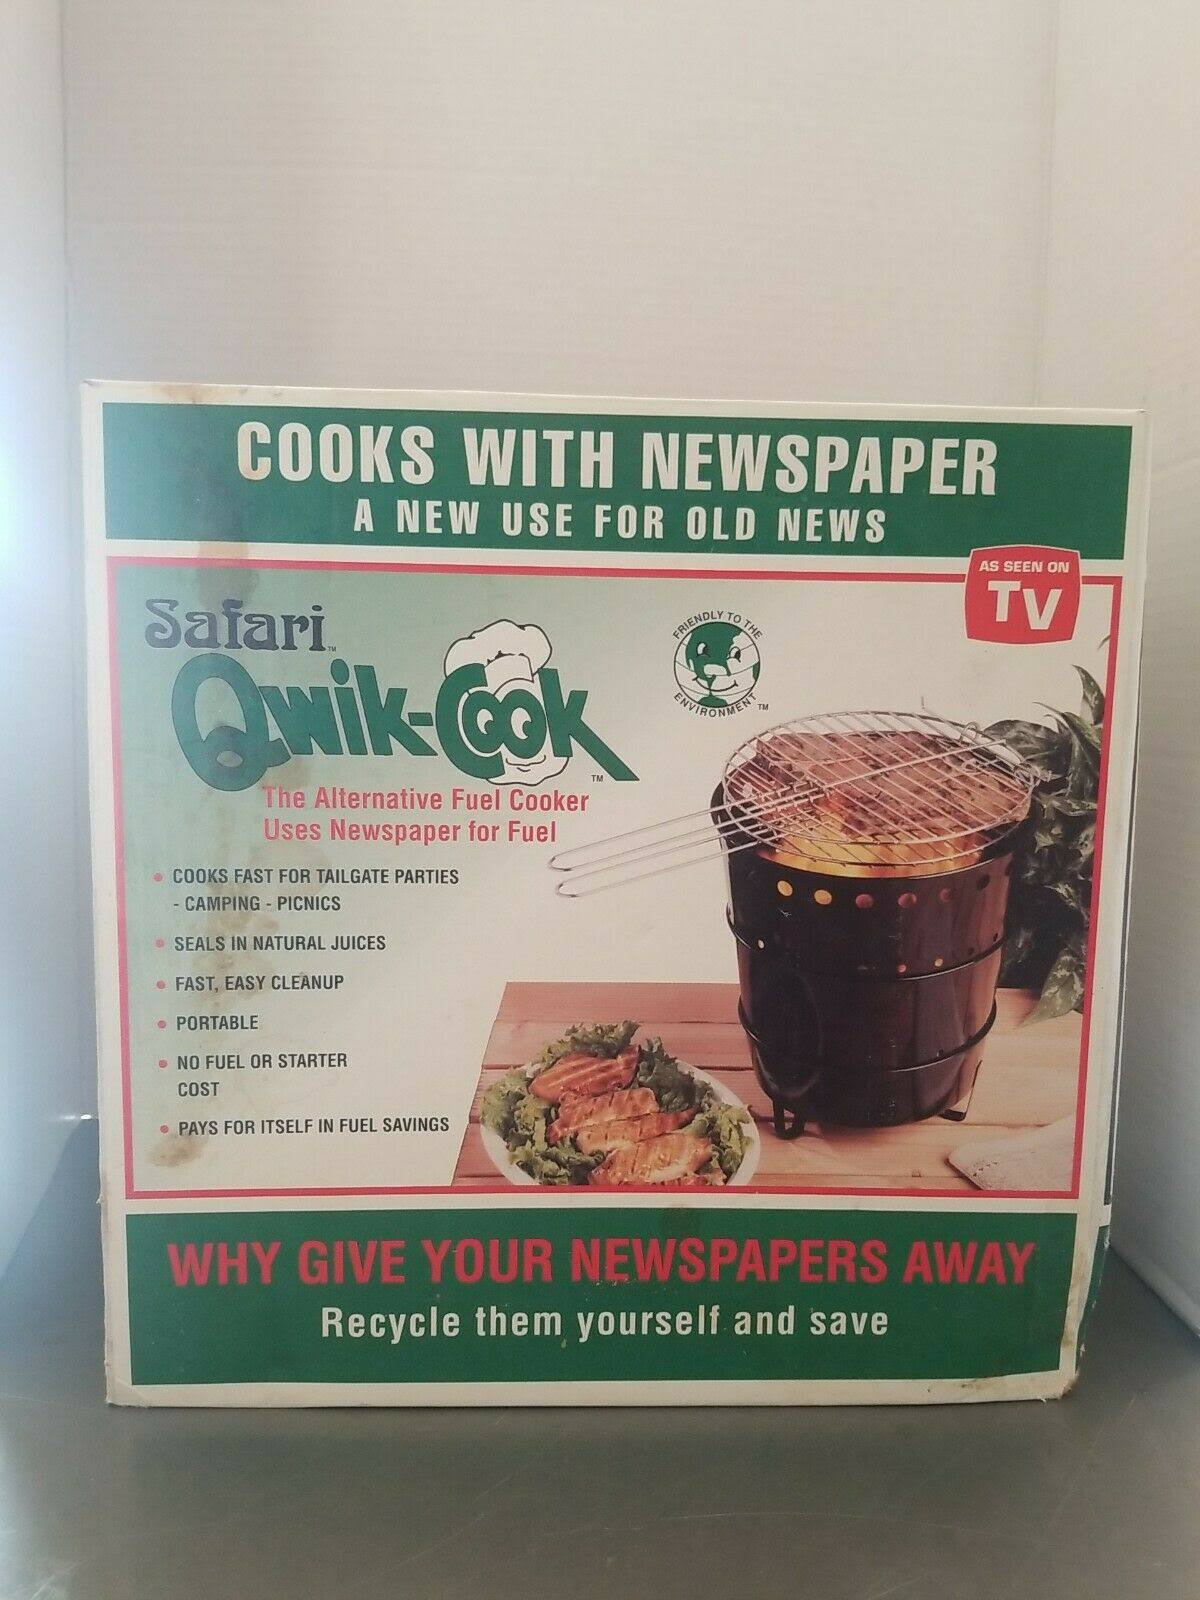 COOKS WITH NEWSPAPER
A NEW USE FOR OLD NEWS
AS SEEN ON
TV
Safari™
Qwik-Cook™
FRIENDLY TO THE
ENVIRONMENT™
The Alternative Fuel Cooker
Uses Newspaper for Fuel
• COOKS FAST FOR TAILGATE PARTIES
- CAMPING - PICNICS
• SEALS IN NATURAL JUICES
• FAST, EASY CLEANUP
• PORTABLE
• NO FUEL OR STARTER
COST
• PAYS FOR ITSELF IN FUEL SAVINGS
WHY GIVE YOUR NEWSPAPERS AWAY
Recycle them yourself and save